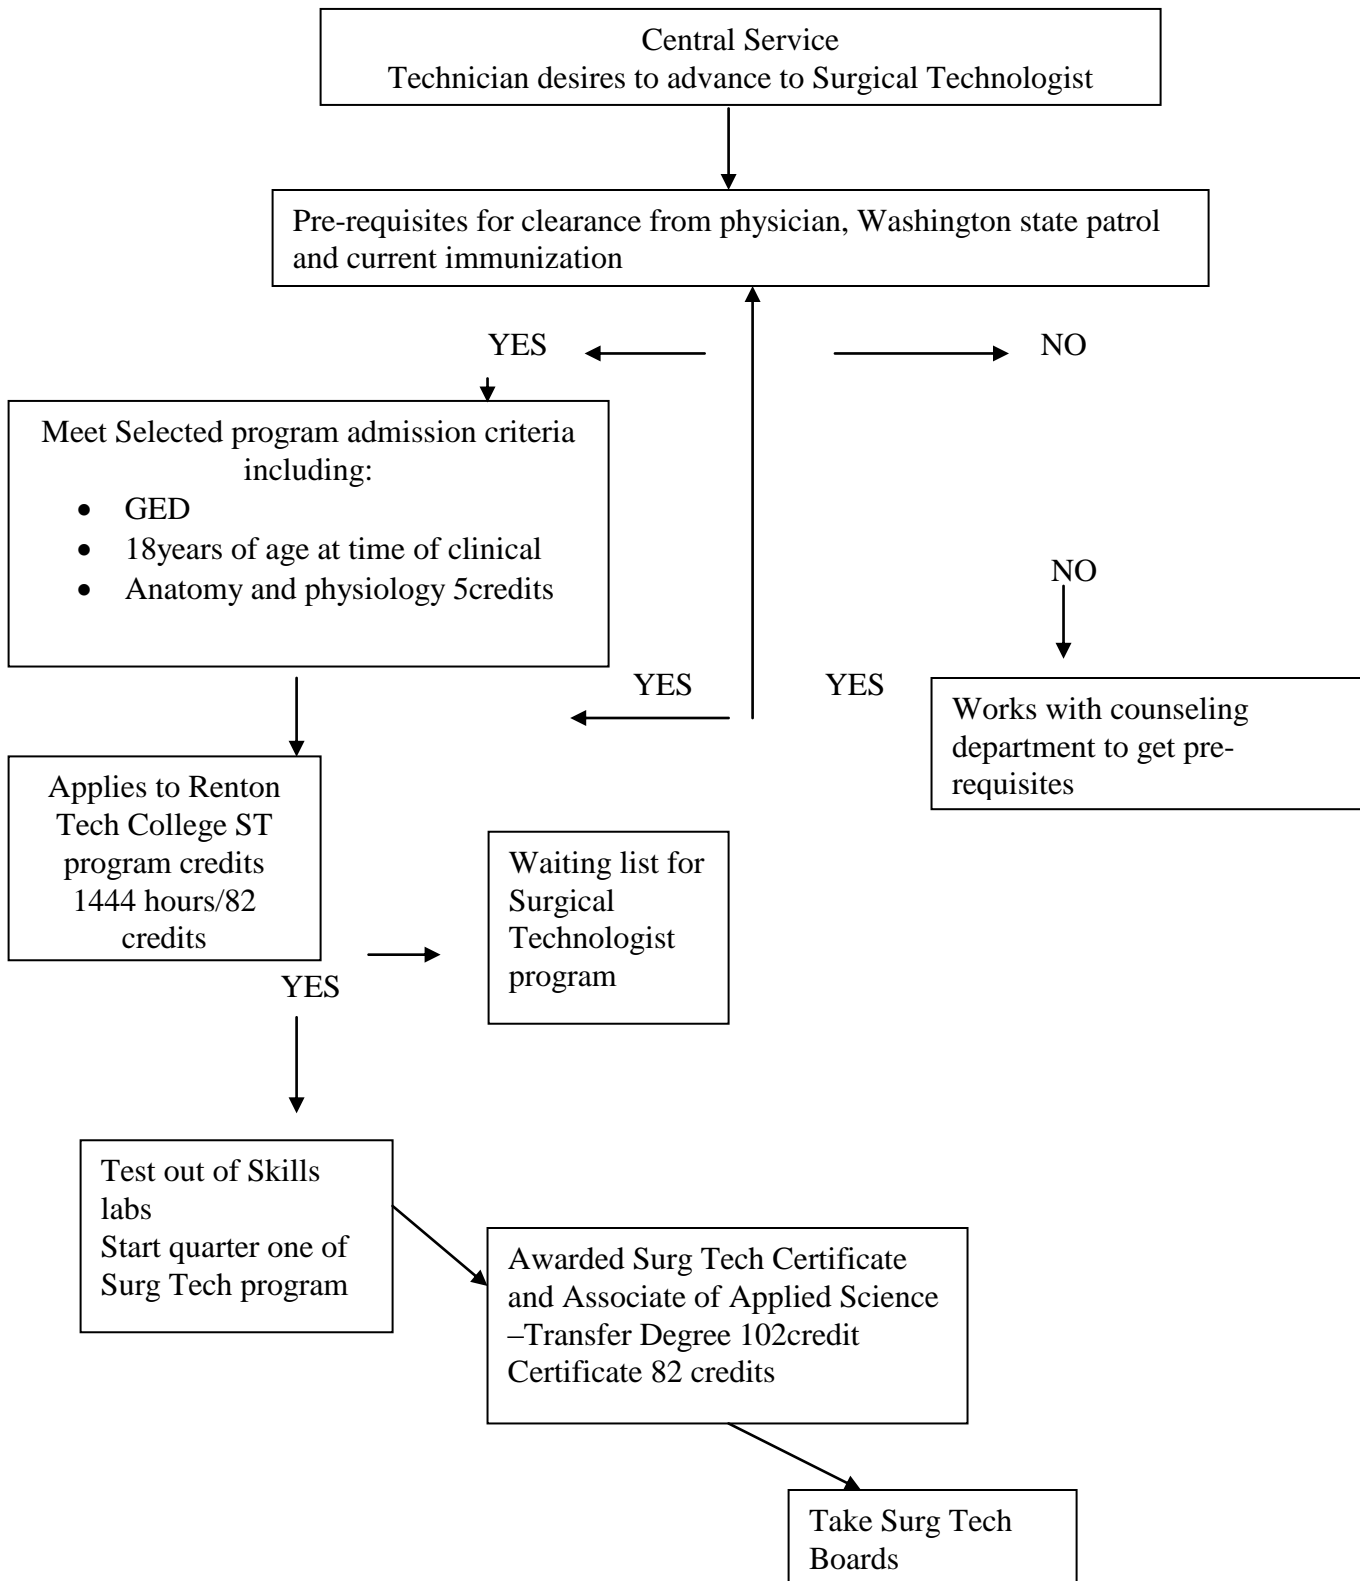 Central Service
Technician desires to advance to Surgical Technologist
Pre-requisites for clearance from physician, Washington state patrol
and current immunization
YES
NO
Meet Selected program admission criteria
including:
• GED
• 18years of age at time of clinical
• Anatomy and physiology 5credits
NO
YES
YES
Works with counseling
department to get pre-
requisites
Applies to Renton
Tech College ST
program credits
1444 hours/82
credits
Waiting list for
Surgical
Technologist
program
YES
Test out of Skills
labs
Start quarter one of
Surg Tech program
Awarded Surg Tech Certificate
and Associate of Applied Science
–Transfer Degree 102credit
Certificate 82 credits
Take Surg Tech
Boards